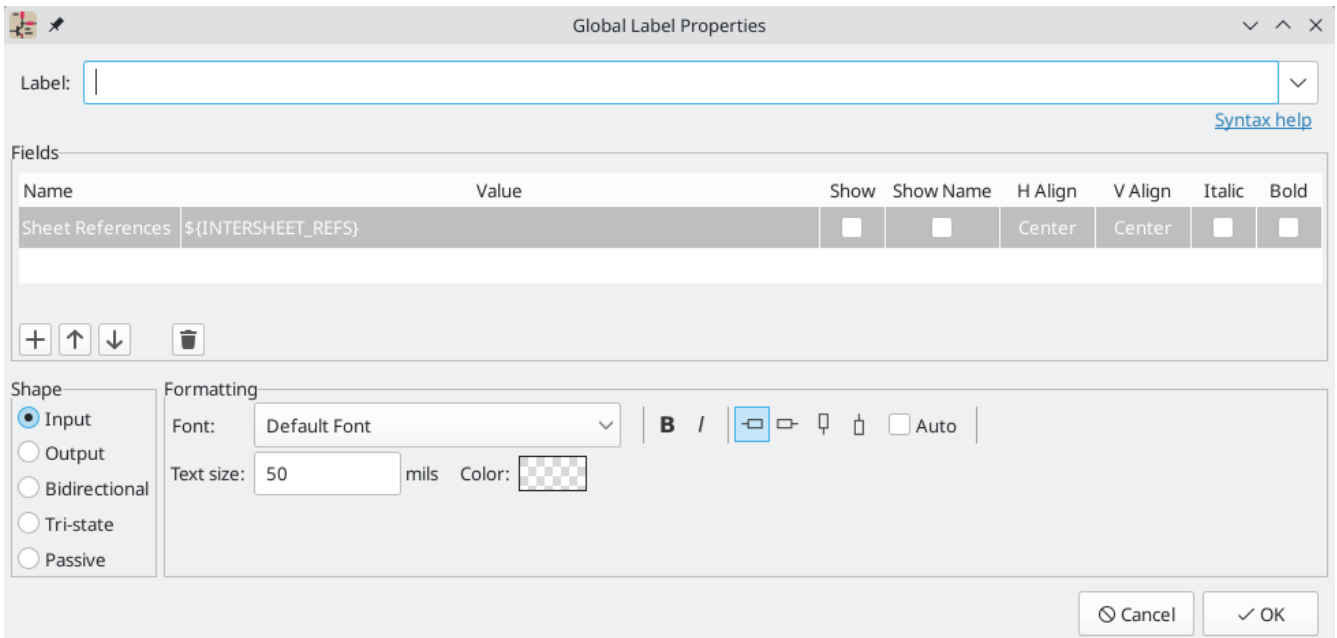 Global Label Properties
Label:
Syntax help
Fields
Name Value Show Show Name H Align V Align Italic Bold
Sheet References ${INTERSHEET_REFS} Center Center
Shape Formatting
Input
Font: Default Font B I Auto
Output
Text size: 50 mils Color:
Bidirectional
Tri-state
Passive
Cancel OK